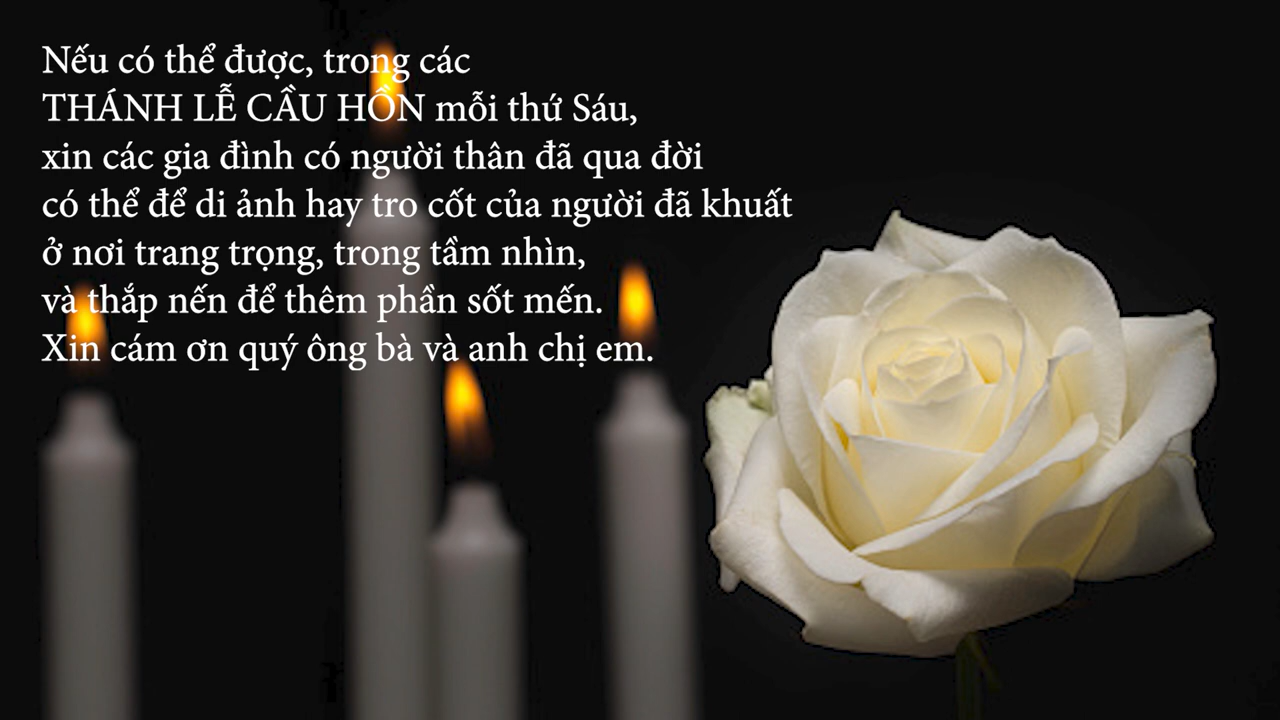 Nếu có thể được, trong các
THÁNH LỄ CẦU HỒN mỗi thứ Sáu,
xin các gia đình có người thân đã qua đời
có thể để di ảnh hay tro cốt của người đã khuất
ở nơi trang trọng, trong tầm nhìn,
và thắp nến để thêm phần sốt mến.
Xin cám ơn quý ông bà và anh chị em.